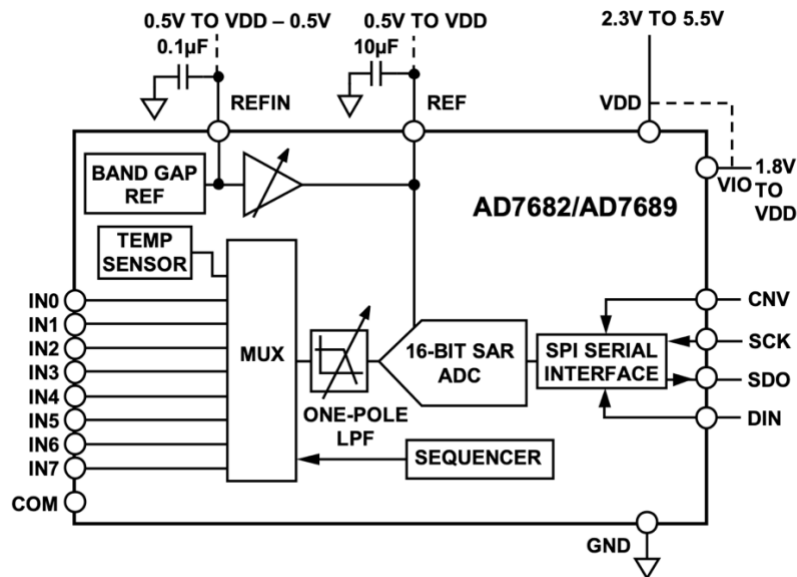 0.5V TO VDD – 0.5V
0.5V TO VDD
2.3V TO 5.5V
0.1µF
10µF
REFIN
REF
VDD
BAND GAP
REF
VIO
1.8V
TO
VDD
AD7682/AD7689
TEMP
SENSOR
IN0
IN1
IN2
IN3
IN4
IN5
IN6
IN7
COM
MUX
ONE-POLE
LPF
16-BIT SAR
ADC
SPI SERIAL
INTERFACE
CNV
SCK
SDO
DIN
SEQUENCER
GND